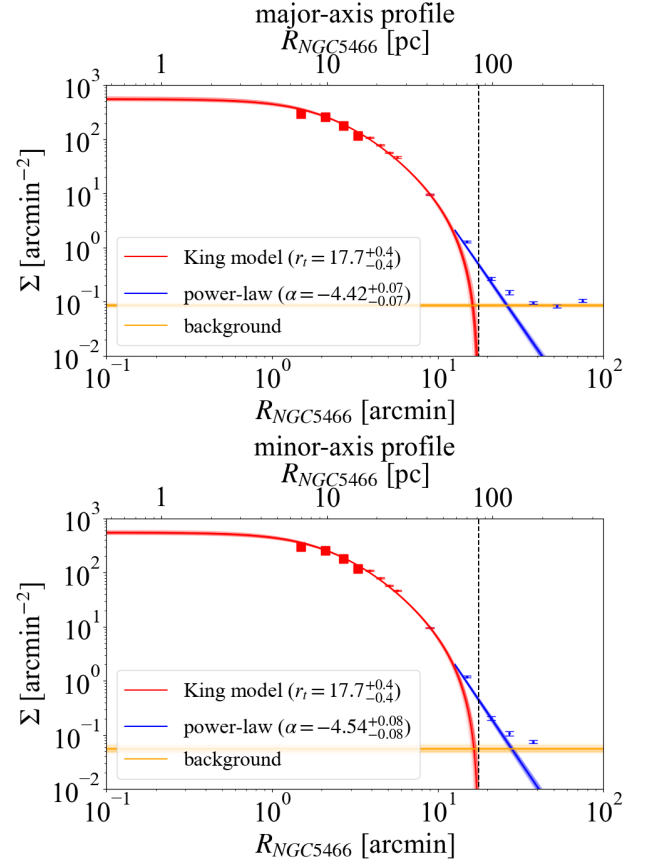 major-axis profile
R_{NGC5466} [pc]
1 10 100
10^3
10^2
10^1
10^0
10^{-1}
10^{-2}
Σ [arcmin^{-2}]
King model (r_t = 17.7^{+0.4}_{-0.4})
power-law (α = −4.42^{+0.07}_{-0.07})
background
10^{-1} 10^0 10^1 10^2
R_{NGC5466} [arcmin]
minor-axis profile
R_{NGC5466} [pc]
1 10 100
10^3
10^2
10^1
10^0
10^{-1}
10^{-2}
Σ [arcmin^{-2}]
King model (r_t = 17.7^{+0.4}_{-0.4})
power-law (α = −4.54^{+0.08}_{-0.08})
background
10^{-1} 10^0 10^1 10^2
R_{NGC5466} [arcmin]